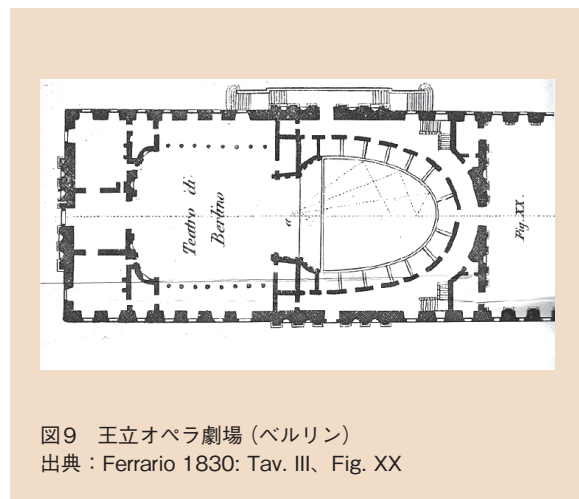 Teatro di
Berlino
a
Fig. XX.
図9　王立オペラ劇場（ベルリン）
出典：Ferrario 1830: Tav. III、Fig. XX